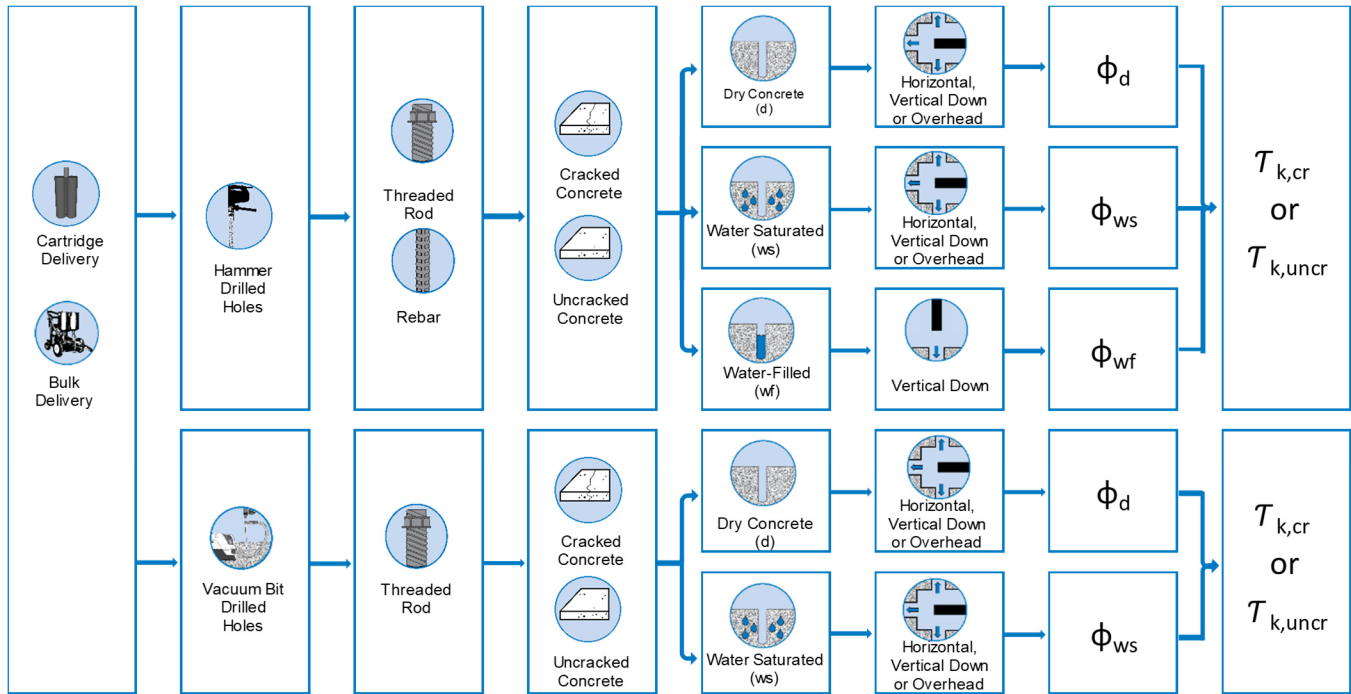 Cartridge
Delivery
Bulk
Delivery
Hammer
Drilled
Holes
Threaded
Rod
Rebar
Cracked
Concrete
Uncracked
Concrete
Dry Concrete
(d)
Horizontal,
Vertical Down
or Overhead
ϕd
Water Saturated
(ws)
Horizontal,
Vertical Down
or Overhead
ϕws
Water-Filled
(wf)
Vertical Down
ϕwf
τk,cr
or
τk,uncr
Vacuum Bit
Drilled
Holes
Threaded
Rod
Cracked
Concrete
Uncracked
Concrete
Dry Concrete
(d)
Horizontal,
Vertical Down
or Overhead
ϕd
Water Saturated
(ws)
Horizontal,
Vertical Down
or Overhead
ϕws
τk,cr
or
τk,uncr